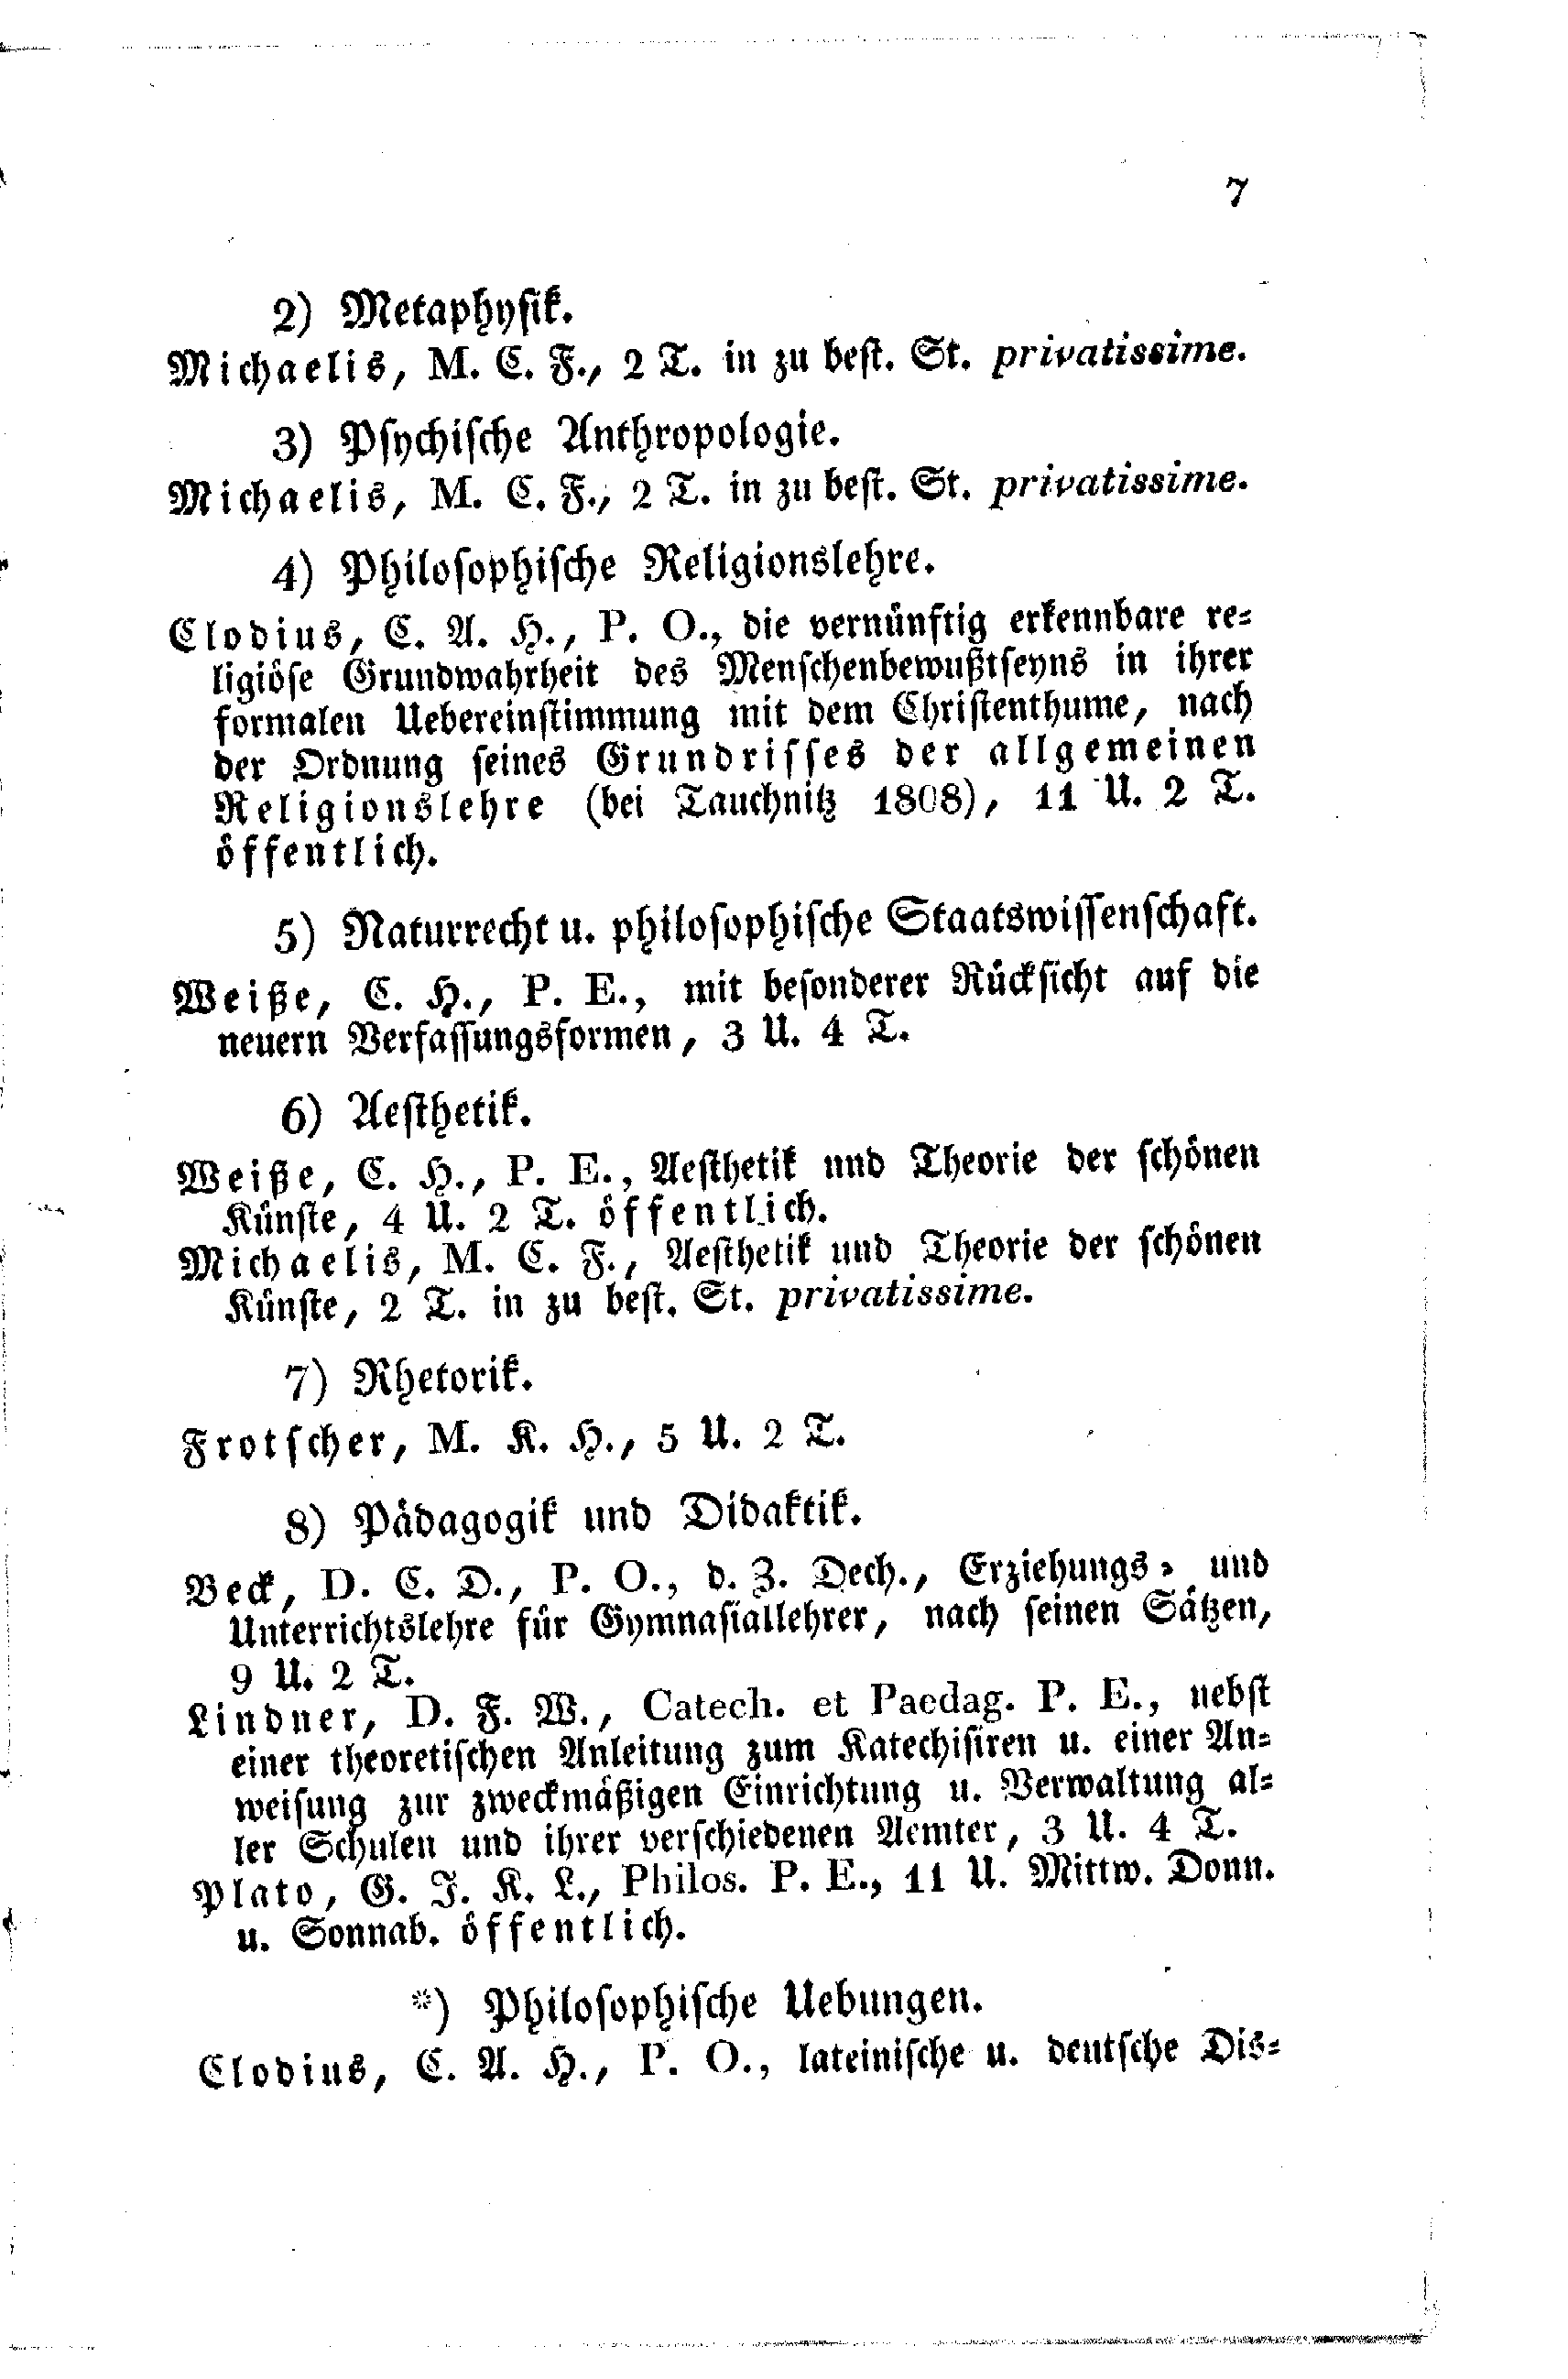 7
2) Metaphysik.
Michaelis, M. C. F., 2 T. in zu best. St. privatissime.
3) Psychische Anthropologie.
Michaelis, M. C. F., 2 T. in zu best. St. privatissime.
4) Philosophische Religionslehre.
Clodius, C. A. H., P. O., die vernünftig erkennbare re-
ligiöse Grundwahrheit des Menschenbewußtseyns in ihrer
formalen Uebereinstimmung mit dem Christenthume, nach
der Ordnung seines Grundrisses der allgemeinen
Religionslehre (bei Tauchnitz 1808), 11 U. 2 T.
öffentlich.
5) Naturrecht u. philosophische Staatswissenschaft.
Weiße, C. H., P. E., mit besonderer Rücksicht auf die
neuern Verfassungsformen, 3 U. 4 T.
6) Aesthetik.
Weiße, C. H., P. E., Aesthetik und Theorie der schönen
Künste, 4 U. 2 T. öffentlich.
Michaelis, M. C. F., Aesthetik und Theorie der schönen
Künste, 2 T. in zu best. St. privatissime.
7) Rhetorik.
Frotscher, M. K. H., 5 U. 2 T.
8) Pädagogik und Didaktik.
Beck, D. C. D., P. O., d. Z. Dech., Erziehungs- und
Unterrichtslehre für Gymnasiallehrer, nach seinen Sätzen,
9 U. 2 T.
Lindner, D. F. W., Catech. et Paedag. P. E., nebst
einer theoretischen Anleitung zum Katechisiren u. einer An-
weisung zur zweckmäßigen Einrichtung u. Verwaltung al-
ler Schulen und ihrer verschiedenen Aemter, 3 U. 4 T.
Plato, G. J. K. L., Philos. P. E., 11 U. Mittw. Donn.
u. Sonnab. öffentlich.
*) Philosophische Uebungen.
Clodius, C. A. H., P. O., lateinische u. deutsche Dis-